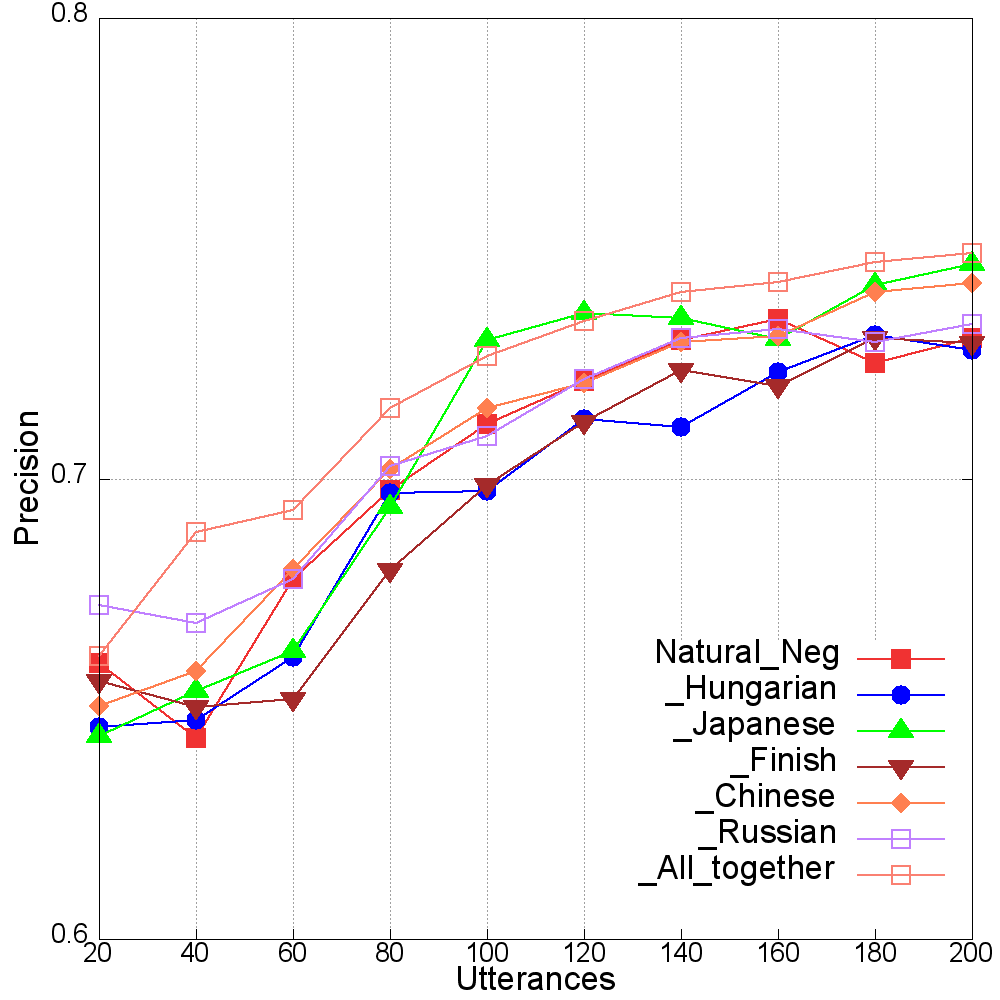 0.8
0.7
0.6
Precision
20 40 60 80 100 120 140 160 180 200
Utterances
Natural_Neg
_Hungarian
_Japanese
_Finish
_Chinese
_Russian
_All_together